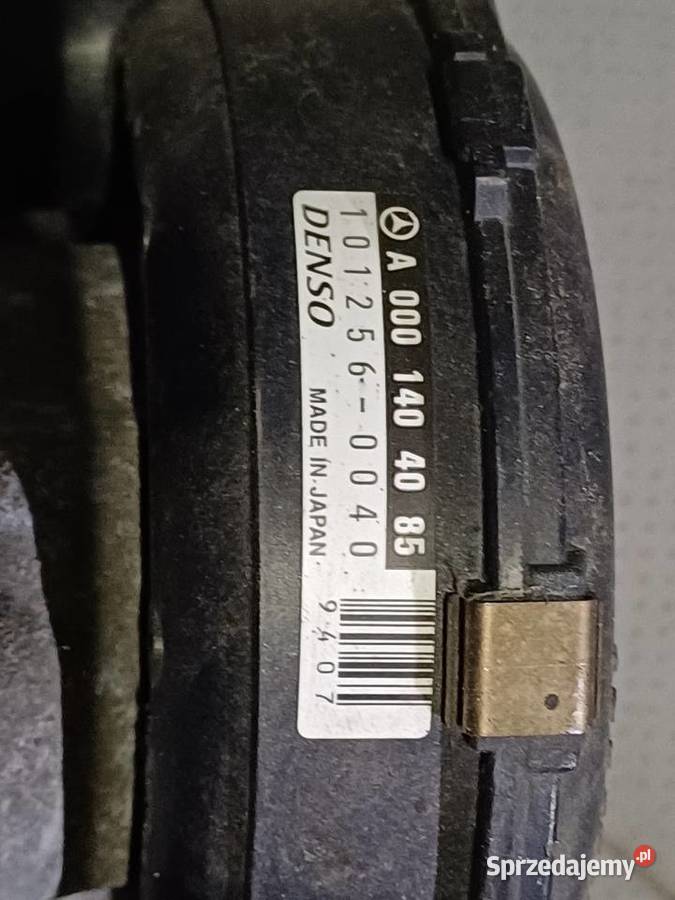 A 000 140 40 85
101256-0040
DENSO MADE IN JAPAN
9407
Sprzedajemy.pl